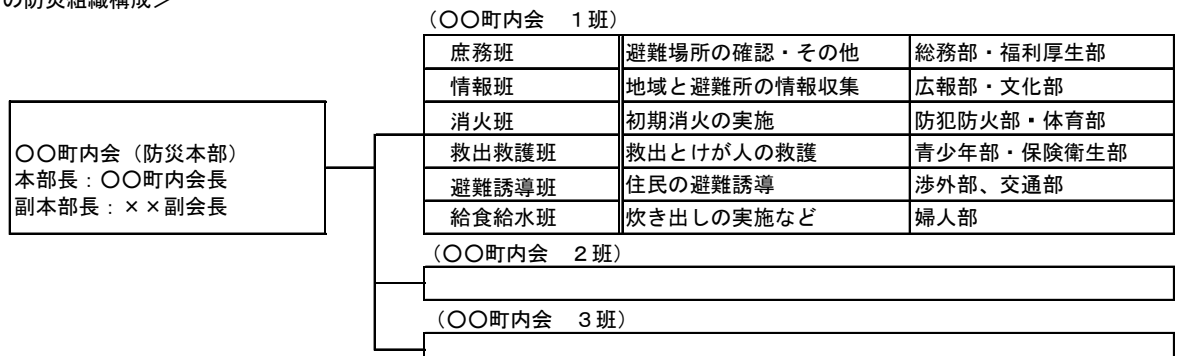 の防災組織構成＞
（〇〇町内会　１班）
庶務班　避難場所の確認・その他　総務部・福利厚生部
情報班　地域と避難所の情報収集　広報部・文化部
消火班　初期消火の実施　防犯防火部・体育部
救出救護班　救出とけが人の救護　青少年部・保険衛生部
避難誘導班　住民の避難誘導　渉外部、交通部
給食給水班　炊き出しの実施など　婦人部
〇〇町内会（防災本部）
本部長：〇〇町内会長
副本部長：××副会長
（〇〇町内会　２班）
（〇〇町内会　３班）